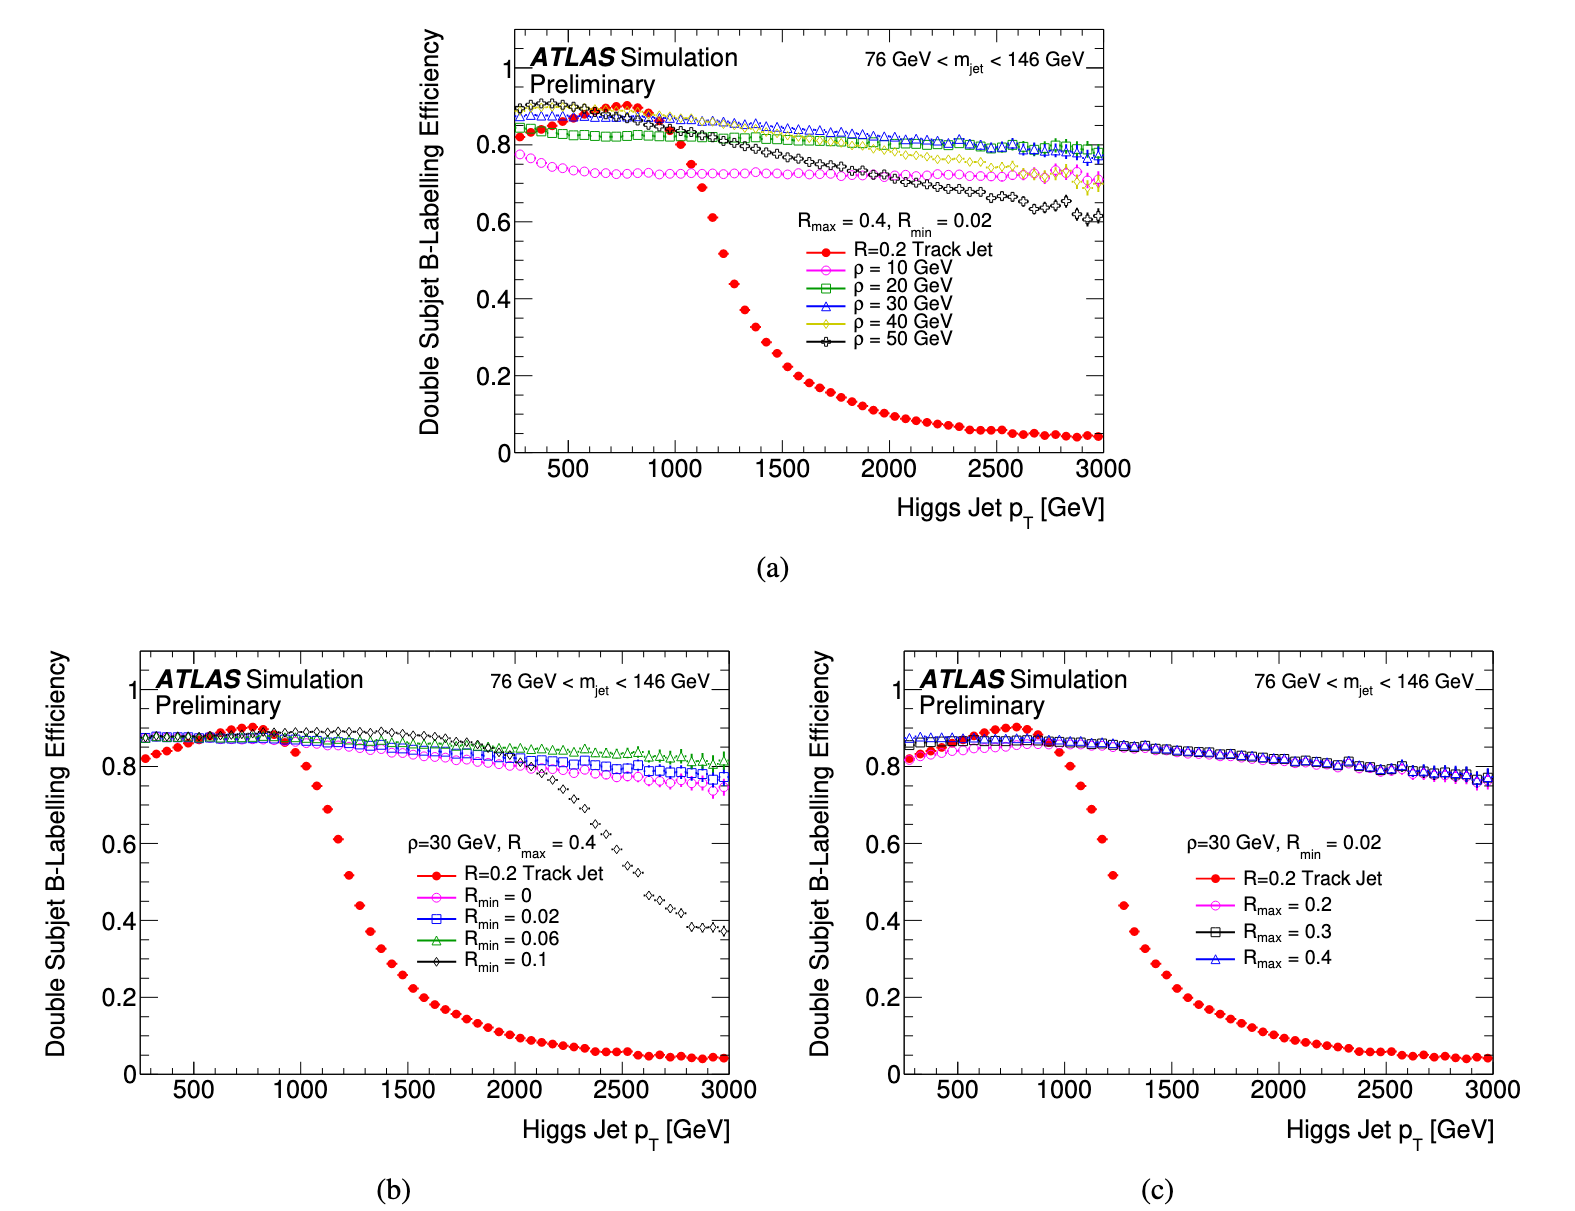 ATLAS Simulation
Preliminary
76 GeV < m_jet < 146 GeV
Double Subjet B-Labelling Efficiency
1
0.8
0.6
0.4
0.2
0
R_max = 0.4, R_min = 0.02
R=0.2 Track Jet
ρ = 10 GeV
ρ = 20 GeV
ρ = 30 GeV
ρ = 40 GeV
ρ = 50 GeV
500 1000 1500 2000 2500 3000
Higgs Jet p_T [GeV]
(a)
ATLAS Simulation
Preliminary
76 GeV < m_jet < 146 GeV
Double Subjet B-Labelling Efficiency
1
0.8
0.6
0.4
0.2
0
ρ=30 GeV, R_max = 0.4
R=0.2 Track Jet
R_min = 0
R_min = 0.02
R_min = 0.06
R_min = 0.1
500 1000 1500 2000 2500 3000
Higgs Jet p_T [GeV]
(b)
ATLAS Simulation
Preliminary
76 GeV < m_jet < 146 GeV
Double Subjet B-Labelling Efficiency
1
0.8
0.6
0.4
0.2
0
ρ=30 GeV, R_min = 0.02
R=0.2 Track Jet
R_max = 0.2
R_max = 0.3
R_max = 0.4
500 1000 1500 2000 2500 3000
Higgs Jet p_T [GeV]
(c)